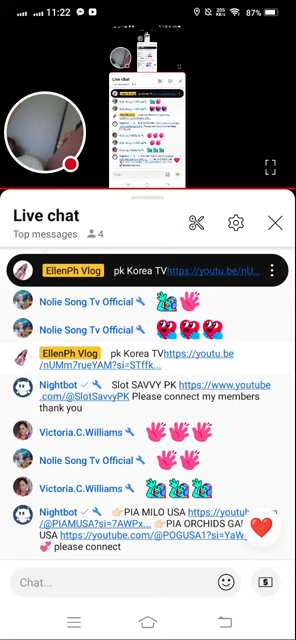 11:22
205
KB/s
87%
Live chat
Top messages 4
EllenPh Vlog pk Korea TVhttps://youtu.be/nU...
Nolie Song Tv Official
Nolie Song Tv Official
EllenPh Vlog pk Korea TVhttps://youtu.be
/nUMm7rueYAM?si=STffk...
Nightbot Slot SAVVY PK https://www.youtube
.com/@SlotSavvyPK Please connect my members
thank you
Victoria.C.Williams
Nolie Song Tv Official
Victoria.C.Williams
Nightbot 👉🏻PIA MILO USA https://youtub
/@PIAMUSA?si=7AWPx... 👉🏻PIA ORCHIDS GA
USA https://youtube.com/@POGUSA1?si=YaW
💞 please connect
Chat...